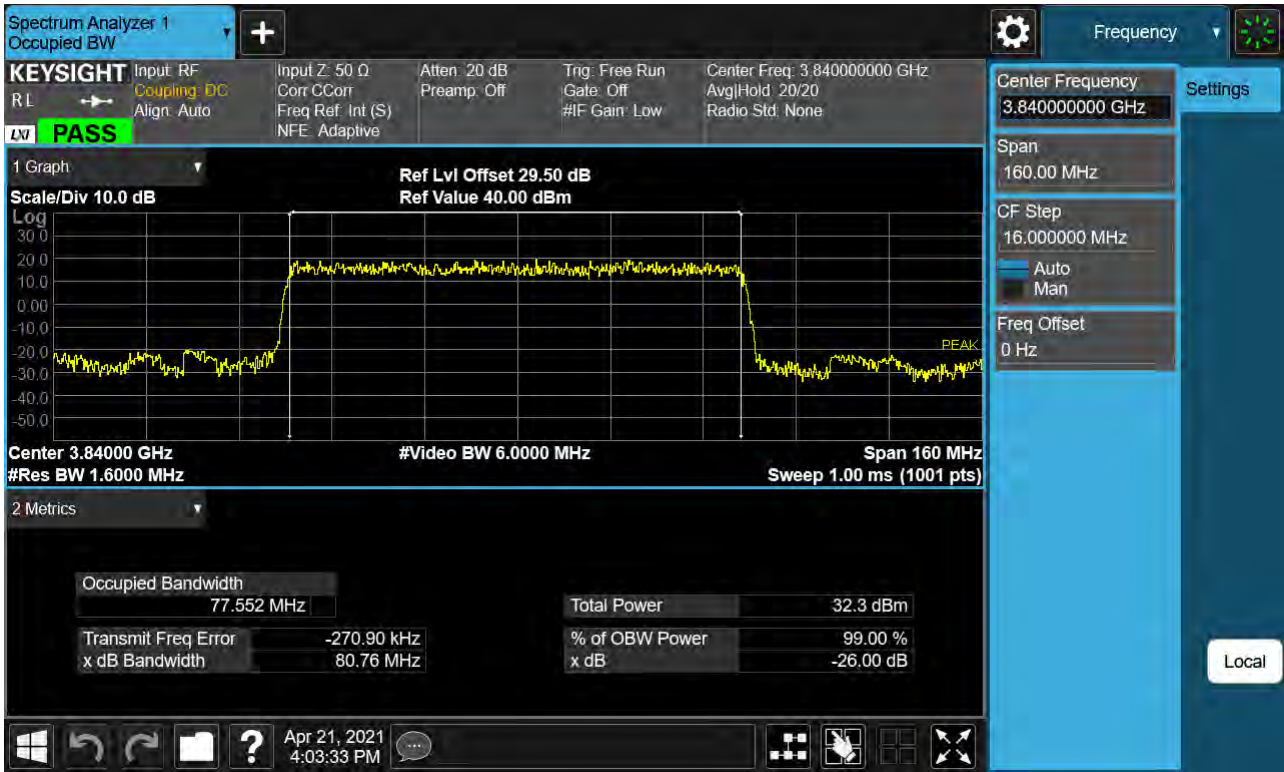 Spectrum Analyzer 1
Occupied BW
Frequency
KEYSIGHT
RL
LXI PASS
Input: RF
Coupling: DC
Align: Auto
Input Z: 50 Ω
Corr CCorr
Freq Ref: Int (S)
NFE: Adaptive
Atten: 20 dB
Preamp: Off
Trig: Free Run
Gate: Off
#IF Gain: Low
Center Freq: 3.840000000 GHz
Avg|Hold: 20/20
Radio Std: None
Center Frequency
3.840000000 GHz
Settings
Span
160.00 MHz
CF Step
16.000000 MHz
Auto
Man
Freq Offset
0 Hz
Local
1 Graph
Scale/Div 10.0 dB
Ref Lvl Offset 29.50 dB
Ref Value 40.00 dBm
Log
30.0
20.0
10.0
0.00
-10.0
-20.0
-30.0
-40.0
-50.0
PEAK
Center 3.84000 GHz
#Video BW 6.0000 MHz
Span 160 MHz
#Res BW 1.6000 MHz
Sweep 1.00 ms (1001 pts)
2 Metrics
Occupied Bandwidth
77.552 MHz
Total Power 32.3 dBm
Transmit Freq Error -270.90 kHz
% of OBW Power 99.00 %
x dB Bandwidth 80.76 MHz
x dB -26.00 dB
Apr 21, 2021
4:03:33 PM